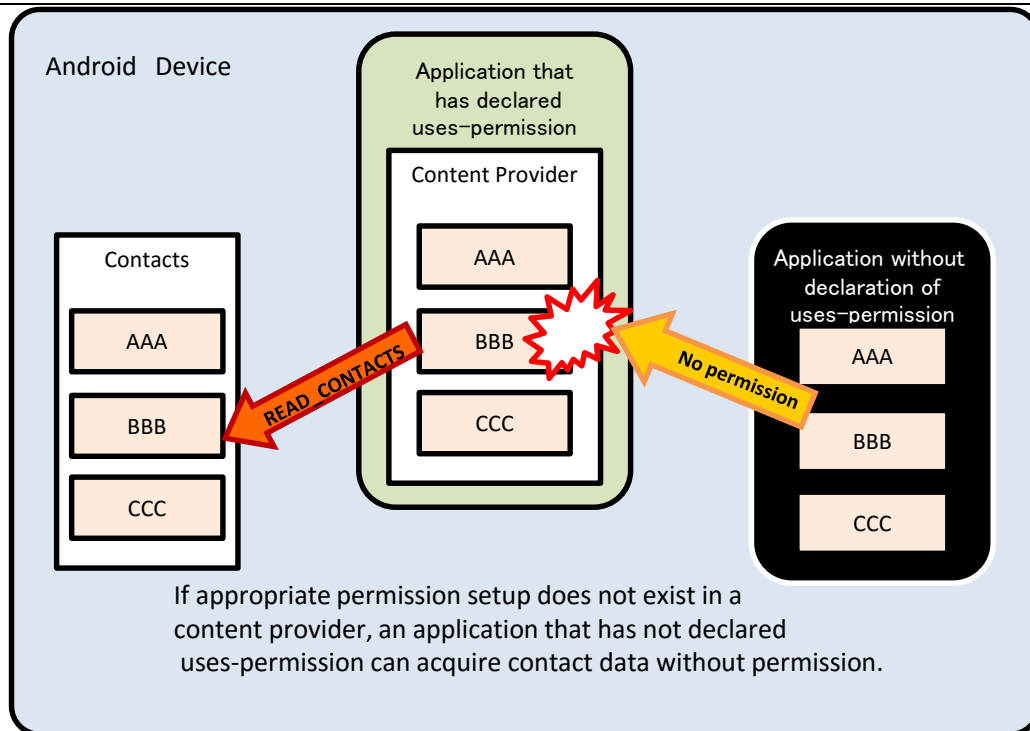 Android Device
Application that
has declared
uses-permission
Content Provider
AAA
BBB
CCC
Contacts
AAA
BBB
CCC
READ_CONTACTS
No permission
Application without
declaration of
uses-permission
AAA
BBB
CCC
If appropriate permission setup does not exist in a
content provider, an application that has not declared
uses-permission can acquire contact data without permission.